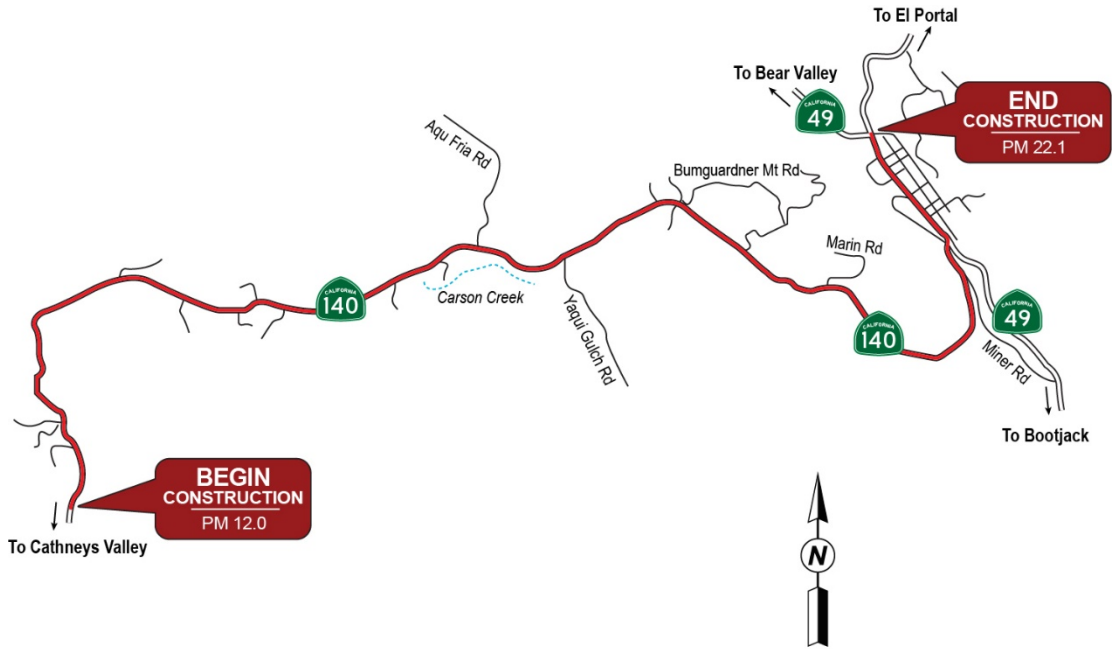 To El Portal
To Bear Valley
CALIFORNIA
49
END
CONSTRUCTION
PM 22.1
Aqu Fria Rd
Bumguardner Mt Rd
Marin Rd
CALIFORNIA
140
Carson Creek
Yaqui Gulch Rd
CALIFORNIA
140
CALIFORNIA
49
Miner Rd
To Bootjack
BEGIN
CONSTRUCTION
PM 12.0
To Cathneys Valley
N